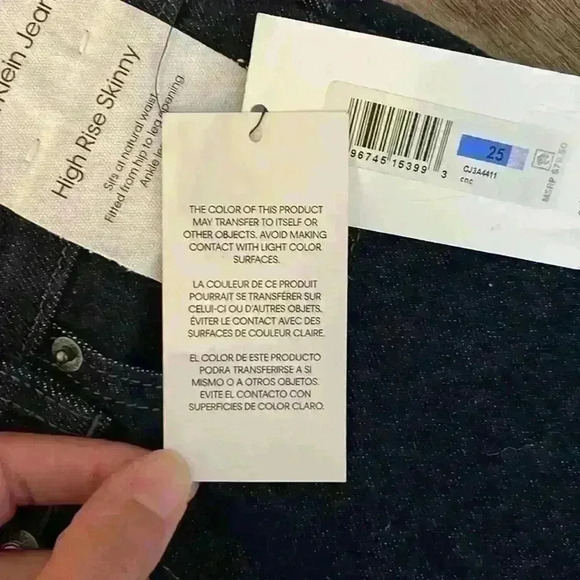 Klein Jean
High Rise Skinny
Sits at natural waist
Fitted from hip to leg opening
Ankle
THE COLOR OF THIS PRODUCT
MAY TRANSFER TO ITSELF OR
OTHER OBJECTS. AVOID MAKING
CONTACT WITH LIGHT COLOR
SURFACES.
LA COULEUR DE CE PRODUIT
POURRAIT SE TRANSFÉRER SUR
CELUI-CI OU D'AUTRES OBJETS.
ÉVITER LE CONTACT AVEC DES
SURFACES DE COULEUR CLAIRE.
EL COLOR DE ESTE PRODUCTO
PODRA TRANSFERIRSE A SI
MISMO O A OTROS OBJETOS.
EVITE EL CONTACTO CON
SUPERFICIES DE COLOR CLARO.
96745 15399 3
25
CJ3A4411
cnc
MSRP $79.50